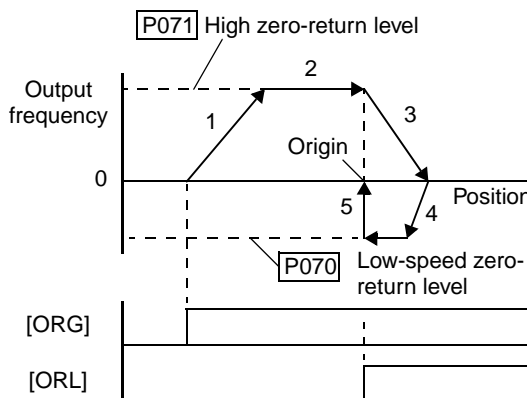 P071 High zero-return level
Output
frequency
2
1
3
Origin
0
Position
5
4
P070
Low-speed zero-
return level
[ORG]
[ORL]